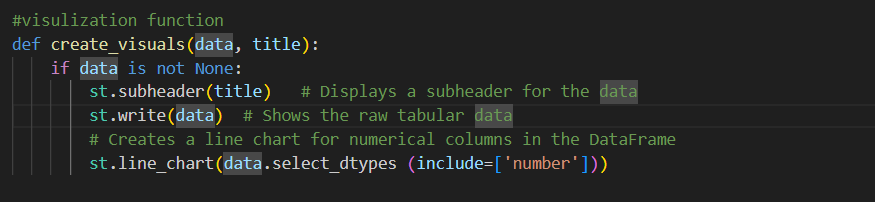 #visulization function
def create_visuals(data, title):
    if data is not None:
        st.subheader(title)   # Displays a subheader for the data
        st.write(data)  # Shows the raw tabular data
        # Creates a line chart for numerical columns in the DataFrame
        st.line_chart(data.select_dtypes (include=['number']))